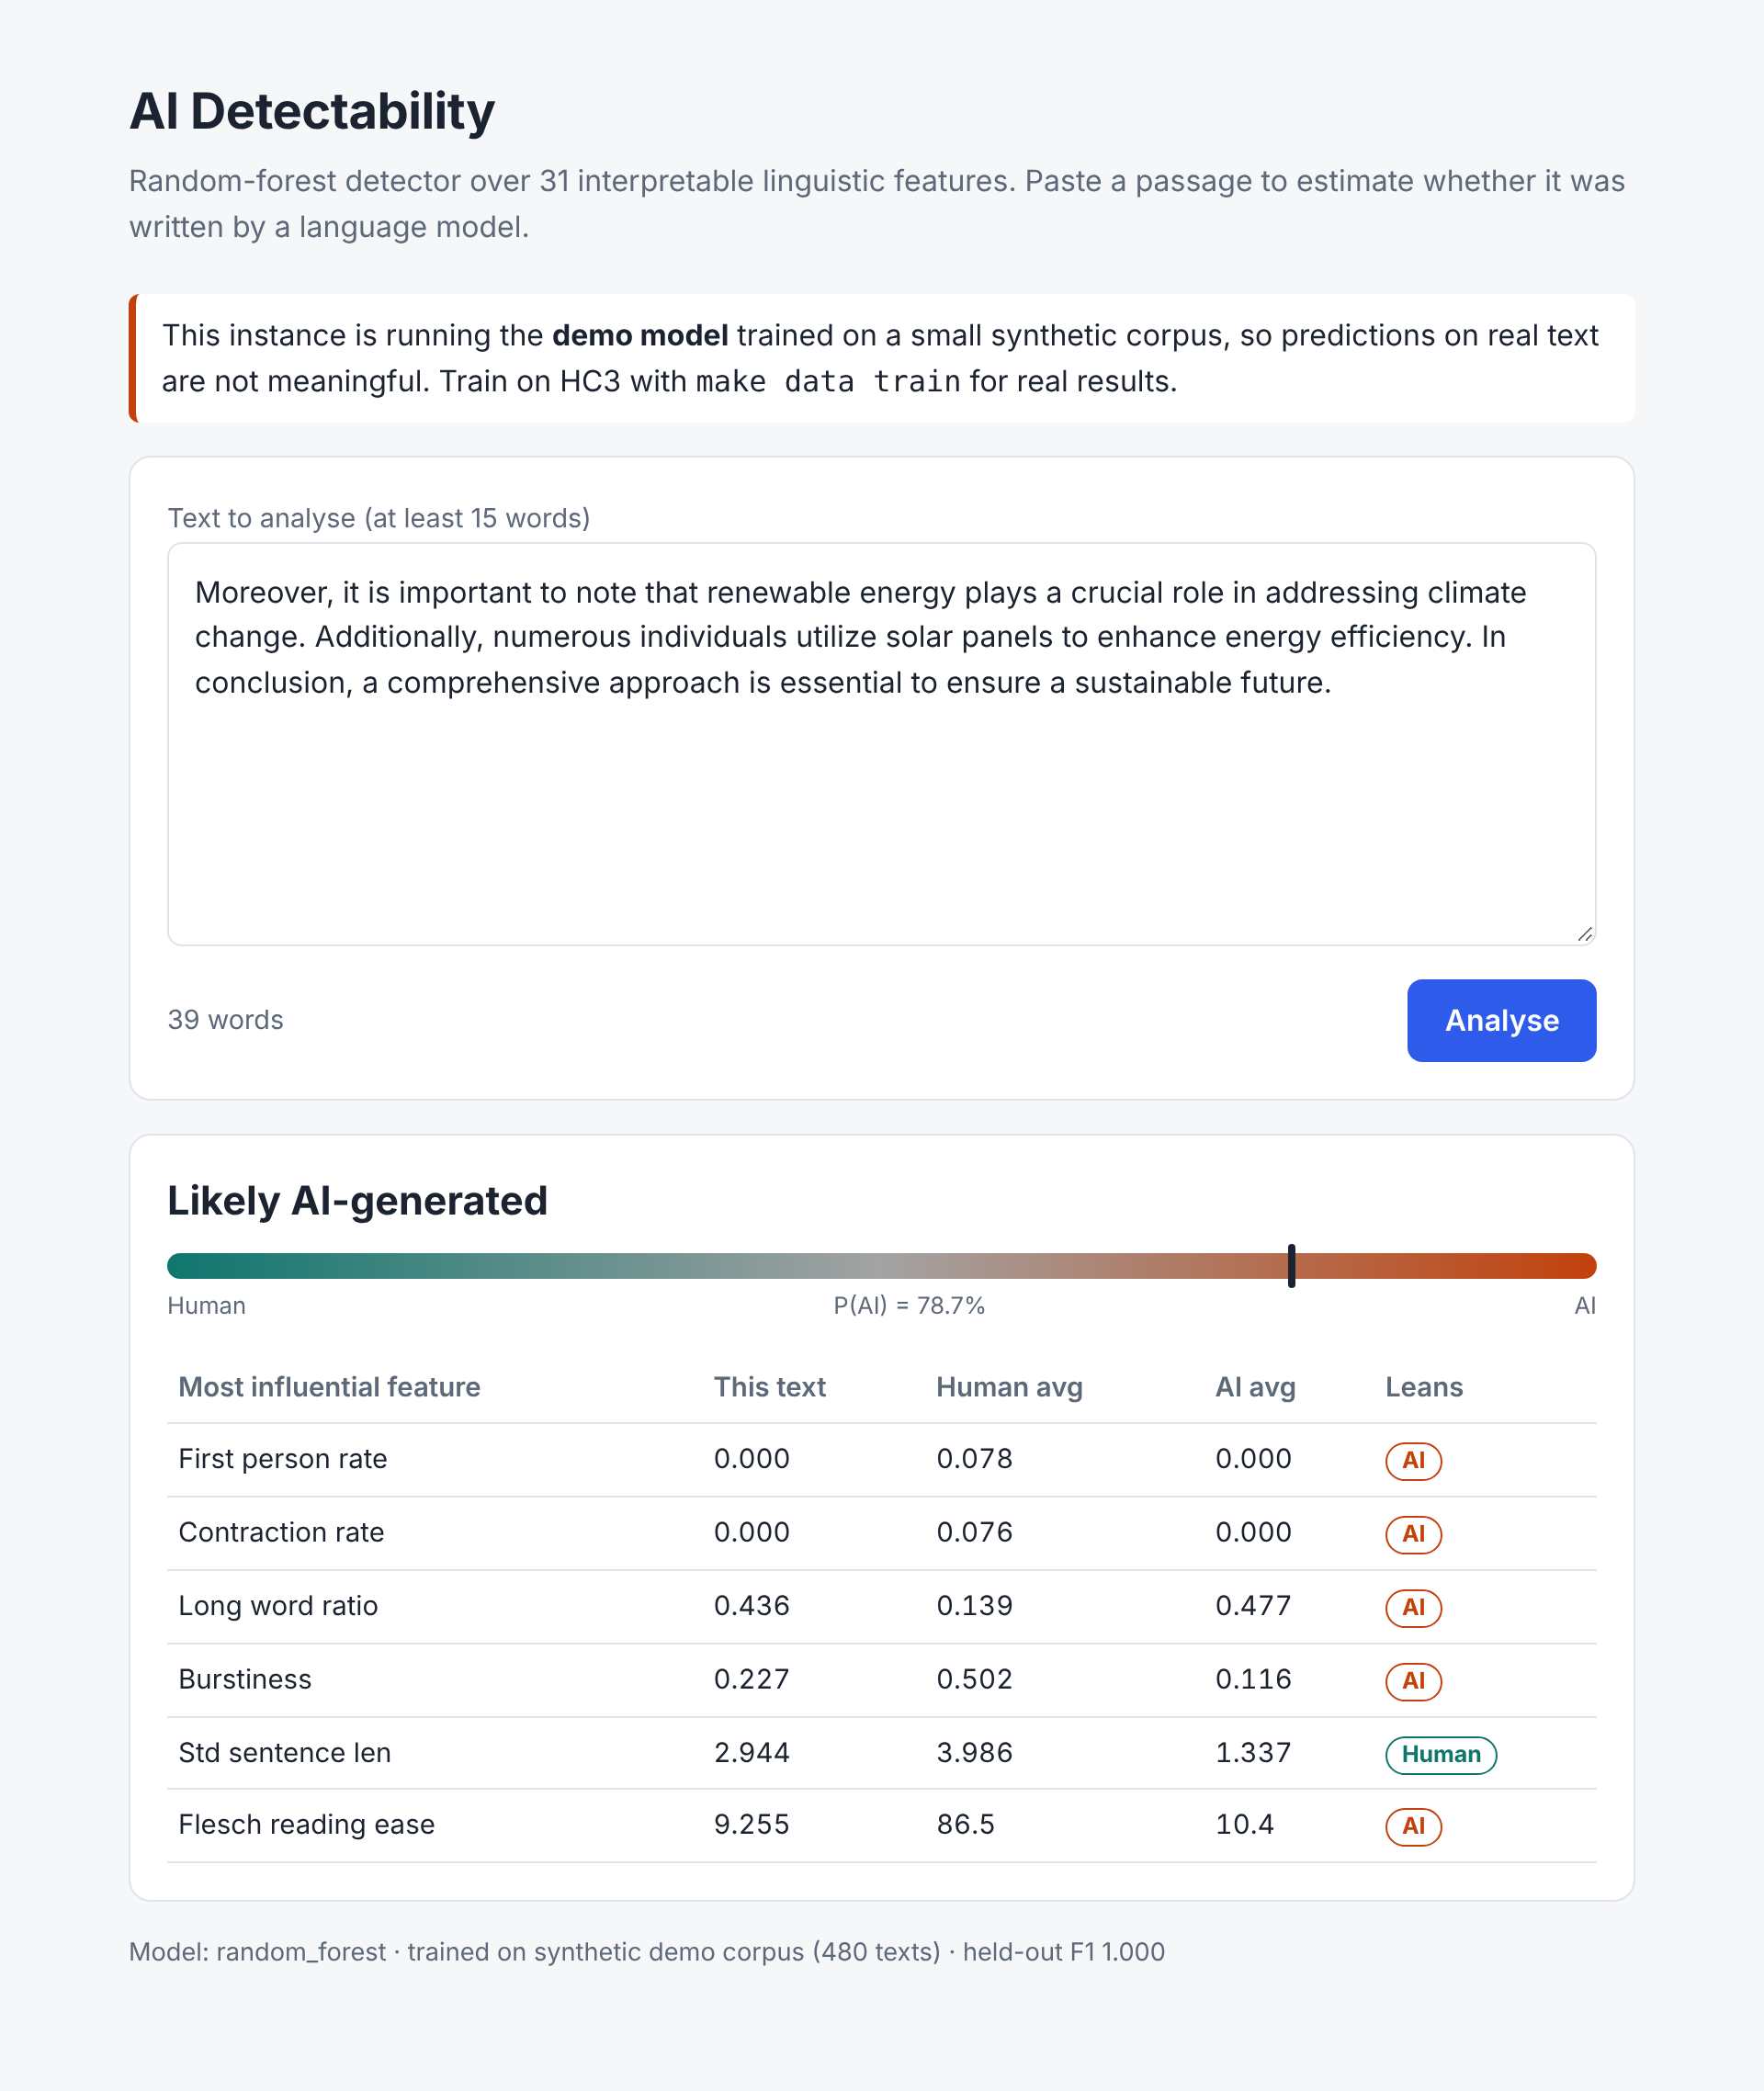 AI Detectability
Random-forest detector over 31 interpretable linguistic features. Paste a passage to estimate whether it was
written by a language model.
This instance is running the demo model trained on a small synthetic corpus, so predictions on real text
are not meaningful. Train on HC3 with make data train for real results.
Text to analyse (at least 15 words)
Moreover, it is important to note that renewable energy plays a crucial role in addressing climate
change. Additionally, numerous individuals utilize solar panels to enhance energy efficiency. In
conclusion, a comprehensive approach is essential to ensure a sustainable future.
39 words
Analyse
Likely AI-generated
Human P(AI) = 78.7% AI
Most influential feature This text Human avg AI avg Leans
First person rate 0.000 0.078 0.000 AI
Contraction rate 0.000 0.076 0.000 AI
Long word ratio 0.436 0.139 0.477 AI
Burstiness 0.227 0.502 0.116 AI
Std sentence len 2.944 3.986 1.337 Human
Flesch reading ease 9.255 86.5 10.4 AI
Model: random_forest · trained on synthetic demo corpus (480 texts) · held-out F1 1.000